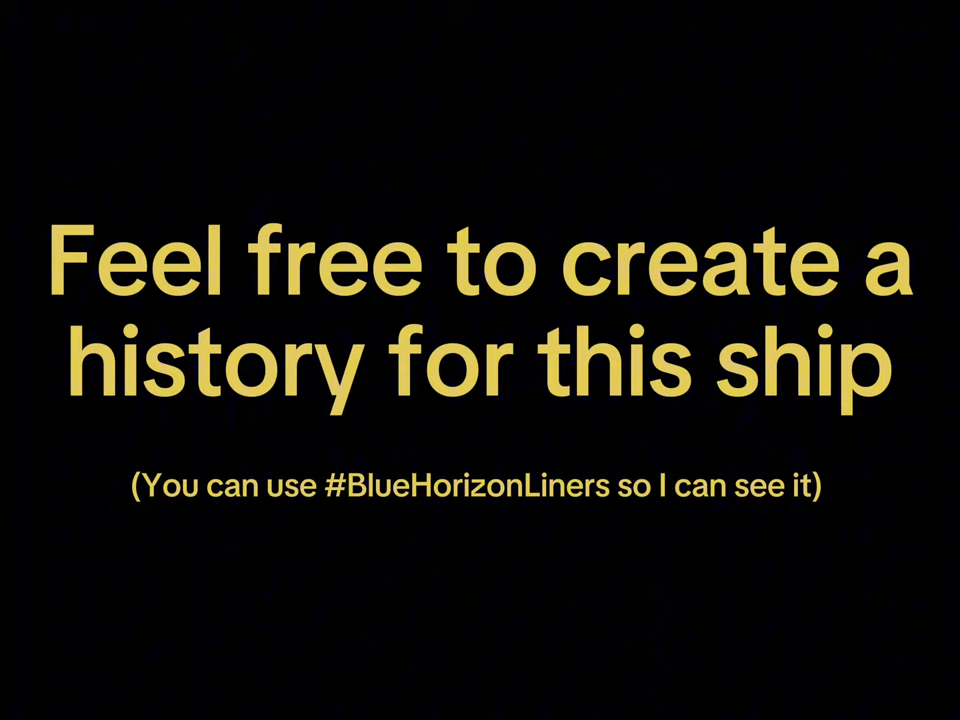 Feel free to create a
history for this ship
(You can use #BlueHorizonLiners so I can see it)